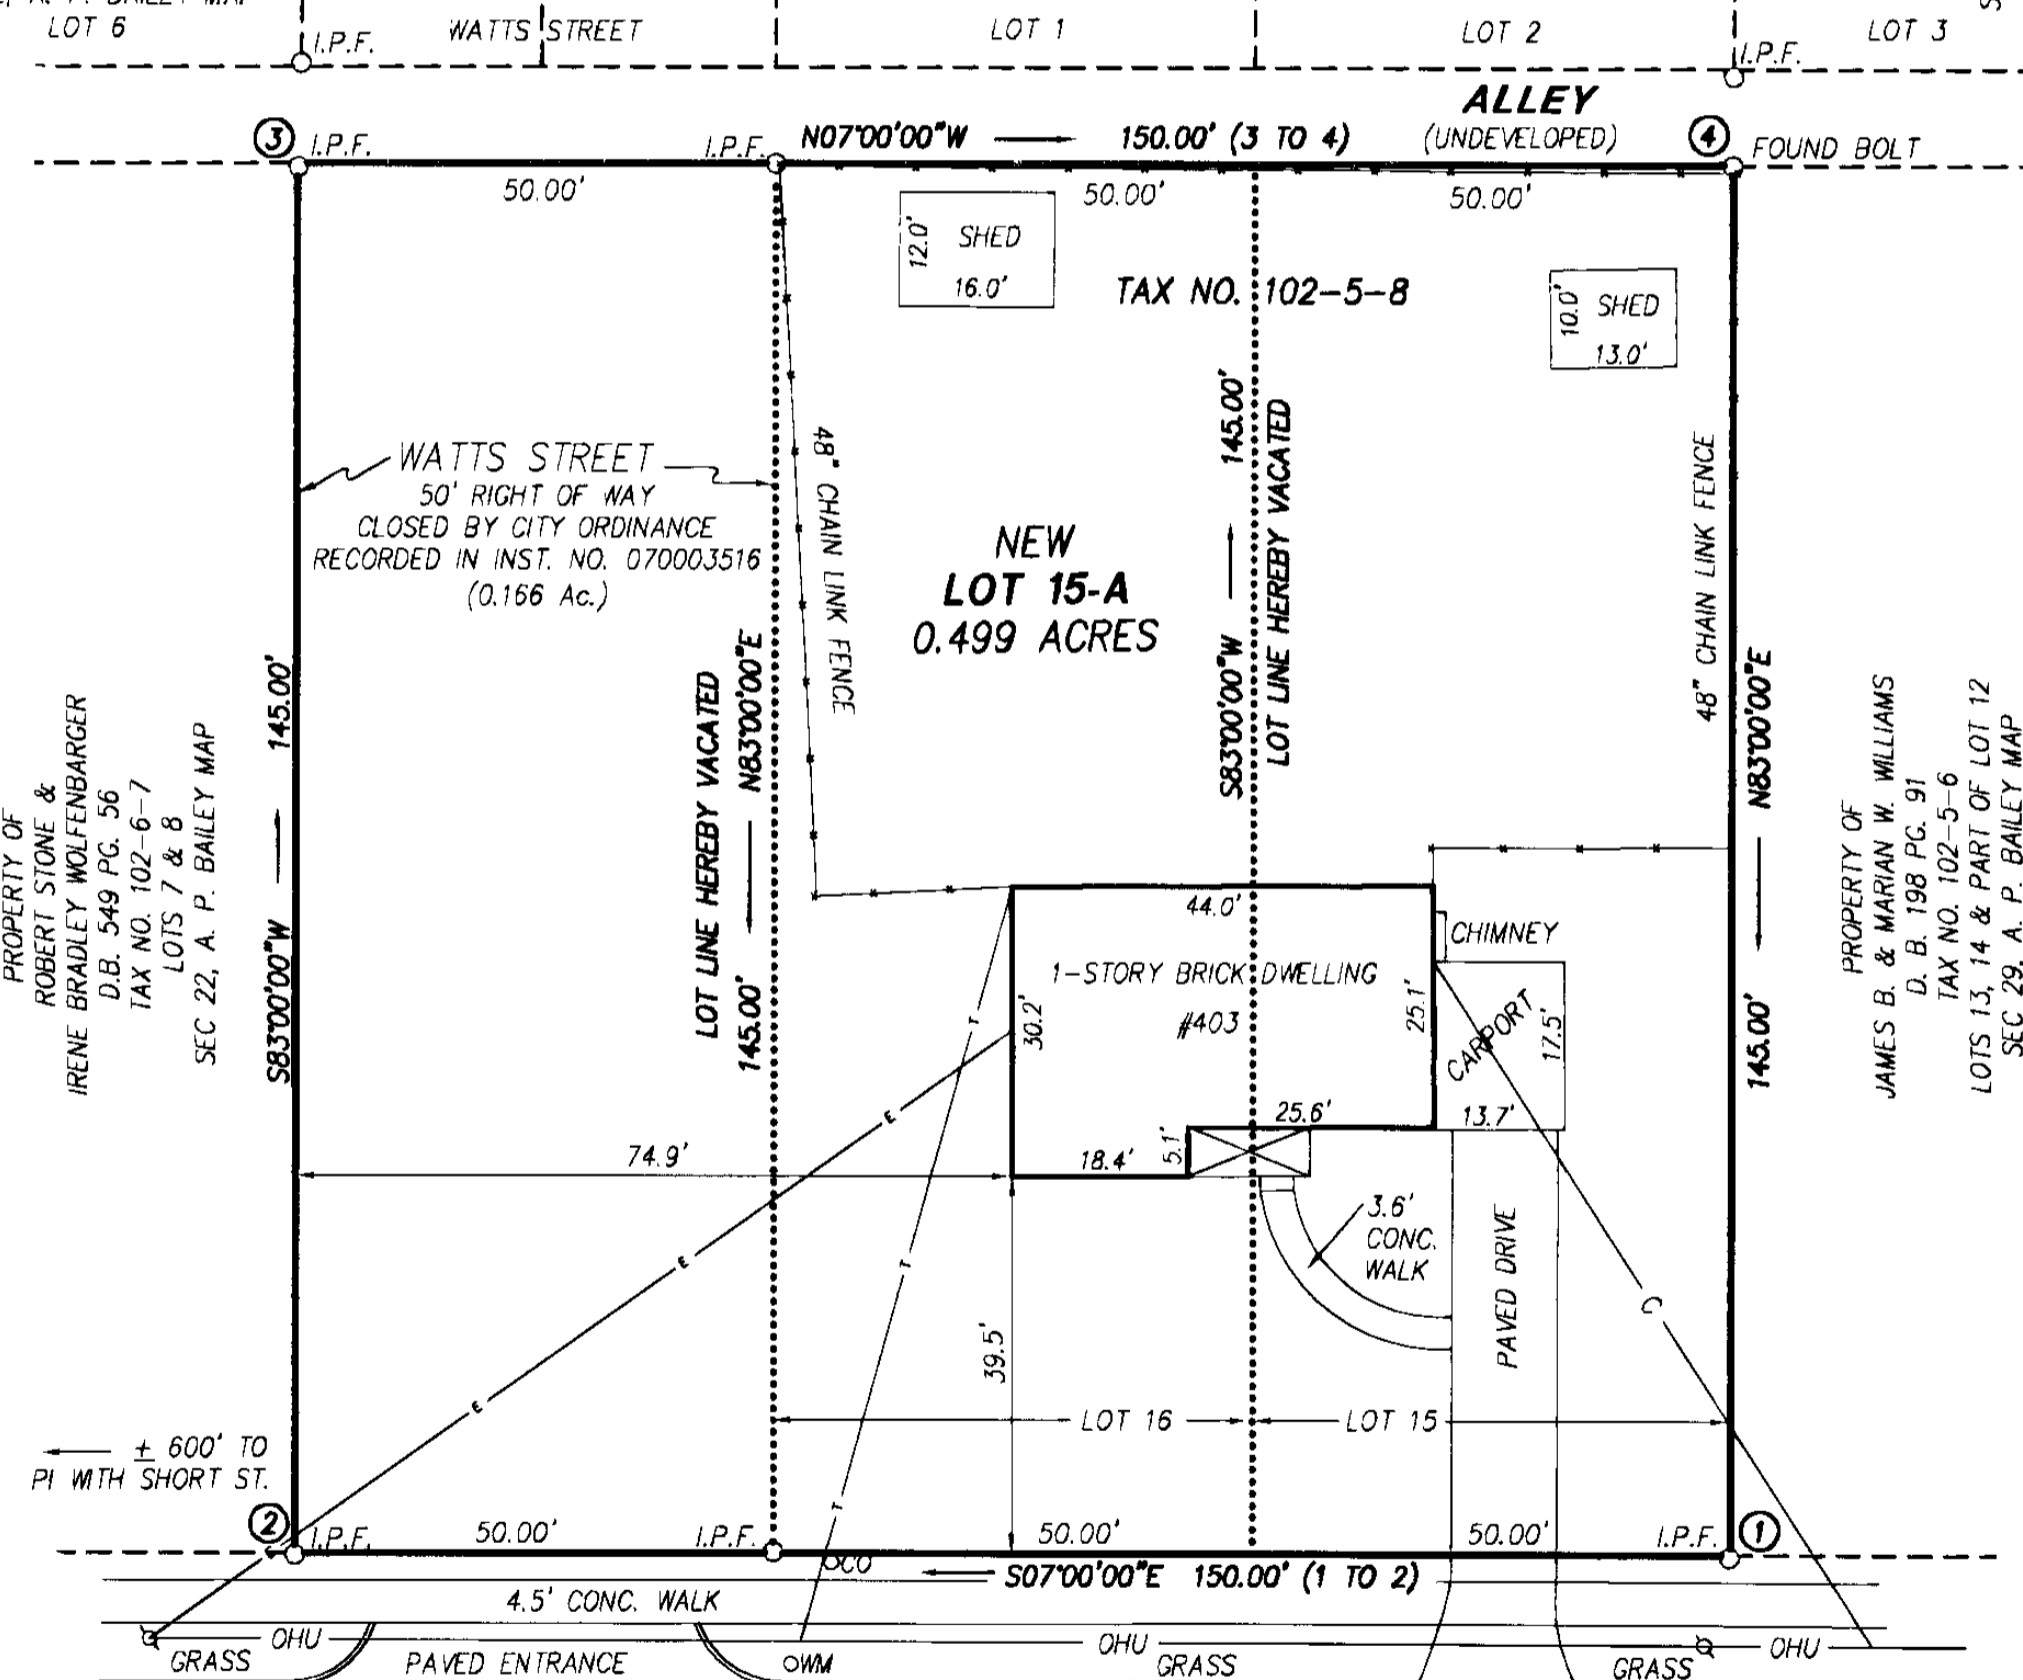 LOT 6
I.P.F.
WATTS STREET
LOT 1
LOT 2
I.P.F.
LOT 3
ALLEY
(UNDEVELOPED)
3
I.P.F.
I.P.F.
N07°00'00"W
150.00' (3 TO 4)
4
FOUND BOLT
50.00'
50.00'
50.00'
12.0'
SHED
16.0'
TAX NO. 102-5-8
10.0'
SHED
13.0'
WATTS STREET
50' RIGHT OF WAY
CLOSED BY CITY ORDINANCE
RECORDED IN INST. NO. 070003516
(0.166 Ac.)
48" CHAIN LINK FENCE
NEW
LOT 15-A
0.499 ACRES
S83°00'00"W 145.00'
LOT LINE HEREBY VACATED
48" CHAIN LINK FENCE
N83°00'00"E 145.00'
PROPERTY OF
JAMES B. & MARIAN W. WILLIAMS
D. B. 198 PG. 91
TAX NO. 102-5-6
LOTS 13, 14 & PART OF LOT 12
SEC 29, A. P. BAILEY MAP
PROPERTY OF
ROBERT STONE &
IRENE BRADLEY WOLFENBARGER
D.B. 549 PG. 56
TAX NO. 102-6-7
LOTS 7 & 8
SEC 22, A. P. BAILEY MAP
S83°00'00"W 145.00'
LOT LINE HEREBY VACATED
145.00' N83°00'00"E
44.0'
CHIMNEY
1-STORY BRICK DWELLING
#403
30.2'
25.1'
CARPORT
17.5'
13.7'
25.6'
5.1'
18.4'
74.9'
T
E
E
T
E
T
C
3.6'
CONC.
WALK
PAVED DRIVE
39.5'
LOT 16
LOT 15
± 600' TO
PI WITH SHORT ST.
2
I.P.F.
50.00'
I.P.F.
50.00'
50.00'
I.P.F.
1
CO
S07°00'00"E 150.00' (1 TO 2)
4.5' CONC. WALK
OHU
OHU
OHU
GRASS
PAVED ENTRANCE
WM
GRASS
GRASS